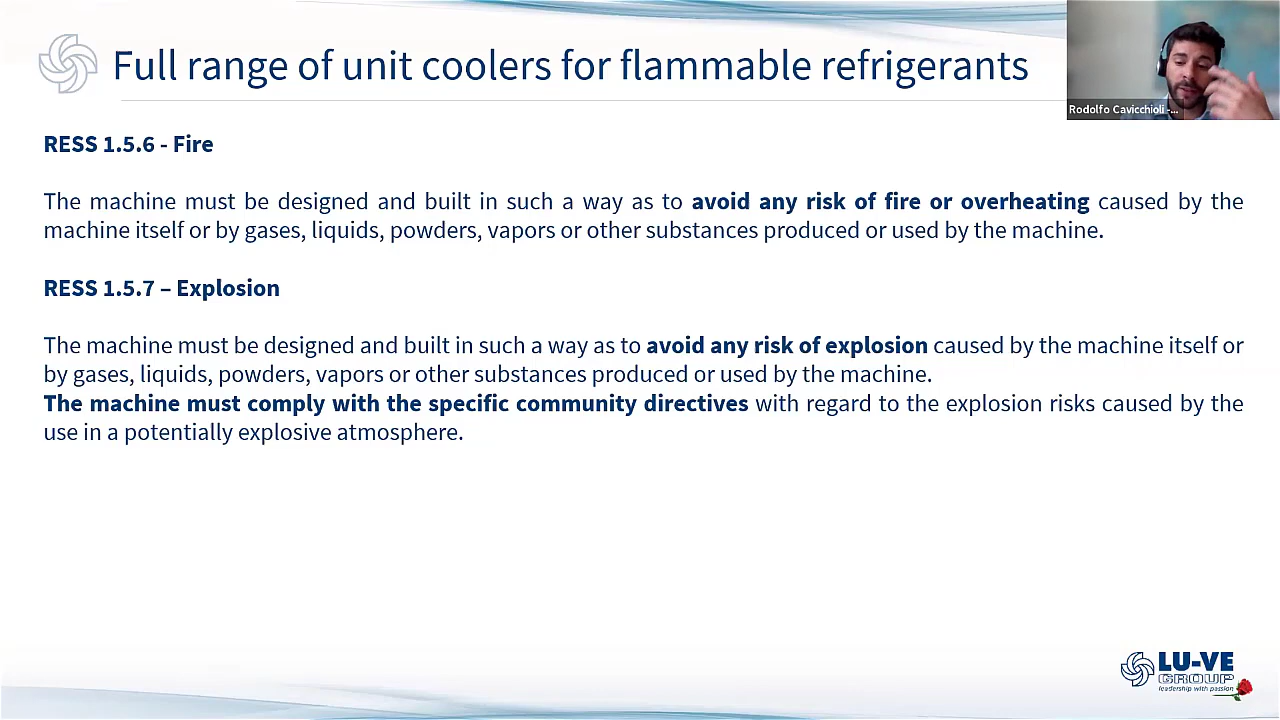 Full range of unit coolers for flammable refrigerants
Rodolfo Cavicchioli -...
RESS 1.5.6 - Fire
The machine must be designed and built in such a way as to avoid any risk of fire or overheating caused by the
machine itself or by gases, liquids, powders, vapors or other substances produced or used by the machine.
RESS 1.5.7 – Explosion
The machine must be designed and built in such a way as to avoid any risk of explosion caused by the machine itself or
by gases, liquids, powders, vapors or other substances produced or used by the machine.
The machine must comply with the specific community directives with regard to the explosion risks caused by the
use in a potentially explosive atmosphere.
LU-VE
GROUP
leadership with passion